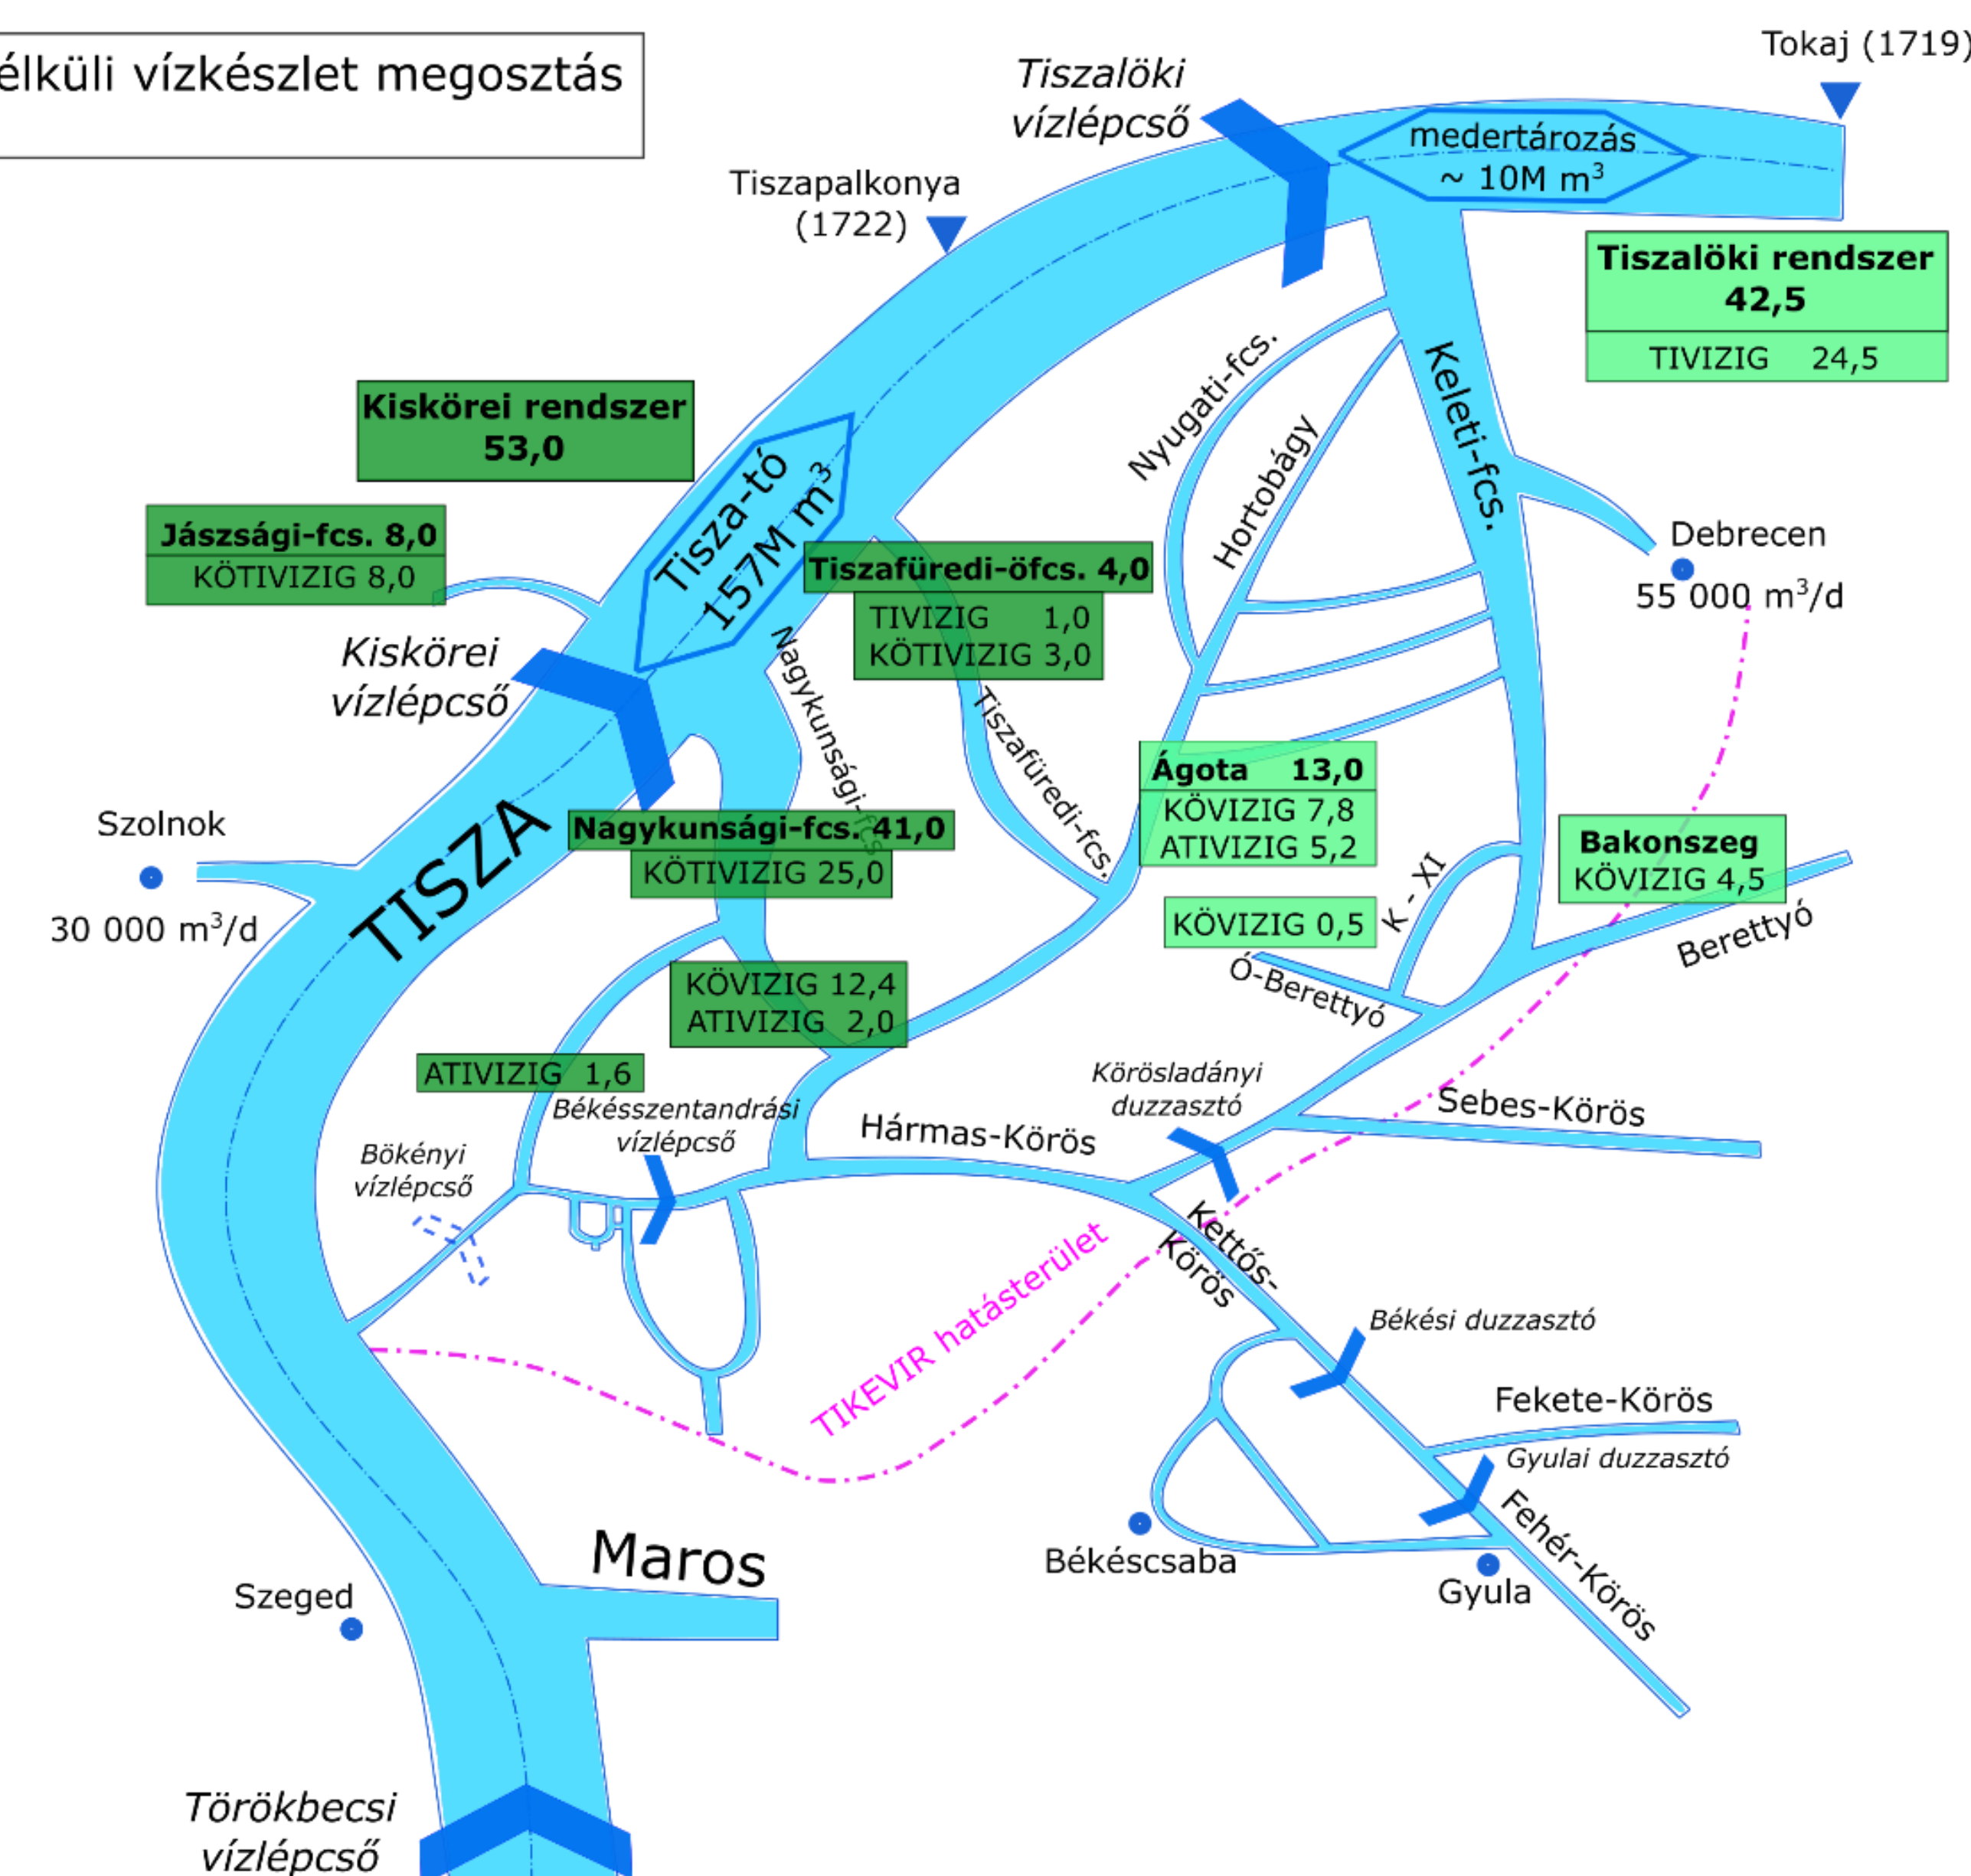 élküli vízkészlet megosztás
Tokaj (1719)
Tiszalöki
vízlépcső
medertározás
~ 10M m³
Tiszapalkonya
(1722)
Tiszalöki rendszer
42,5
TIVIZIG 24,5
Kiskörei rendszer
53,0
Nyugati-fcs.
Hortobágy
Keleti-fcs.
Tisza-tó
157M m³
Jászsági-fcs. 8,0
KÖTIVIZIG 8,0
Debrecen
55 000 m³/d
Tiszafüredi-öfcs. 4,0
TIVIZIG 1,0
KÖTIVIZIG 3,0
Kiskörei
vízlépcső
Nagykunsági-fcs.
Tiszafüredi-fcs.
Ágota 13,0
KÖVIZIG 7,8
ATIVIZIG 5,2
Szolnok
30 000 m³/d
TISZA
Nagykunsági-fcs. 41,0
KÖTIVIZIG 25,0
Bakonszeg
KÖVIZIG 4,5
K - XI
KÖVIZIG 0,5
Berettyó
Ó-Berettyó
KÖVIZIG 12,4
ATIVIZIG 2,0
ATIVIZIG 1,6
Körösladányi
duzzasztó
Békésszentandrási
vízlépcső
Hármas-Körös
Sebes-Körös
Bökényi
vízlépcső
Kettős-
Körös
TIKEVIR hatásterület
Békési duzzasztó
Fekete-Körös
Gyulai duzzasztó
Fehér-Körös
Maros
Békéscsaba
Gyula
Szeged
Törökbecsi
vízlépcső